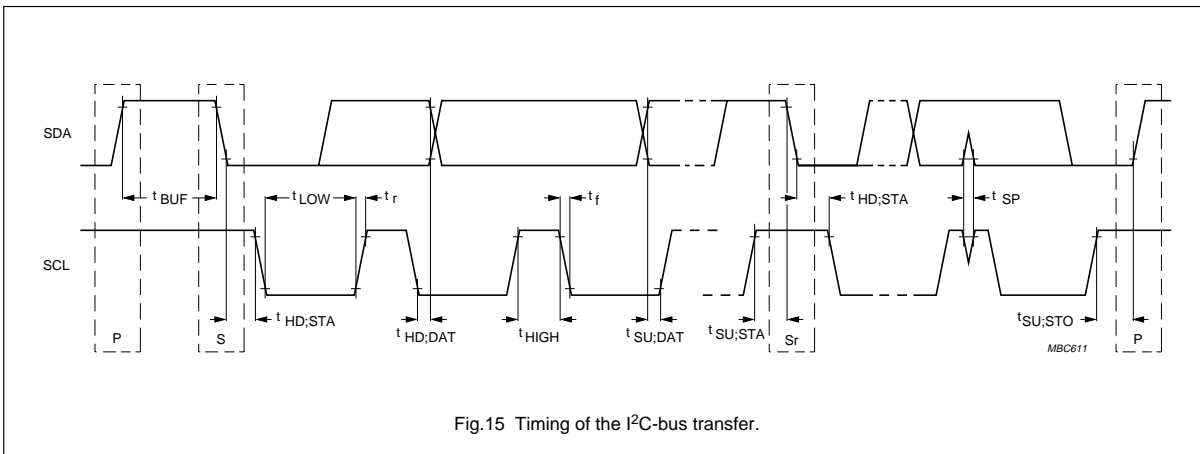 SDA
t BUF
t LOW
t r
t f
t HD;STA
t SP
SCL
t HD;STA
t HD;DAT
t HIGH
t SU;DAT
t SU;STA
t SU;STO
P
S
Sr
P
MBC611
Fig.15 Timing of the I²C-bus transfer.